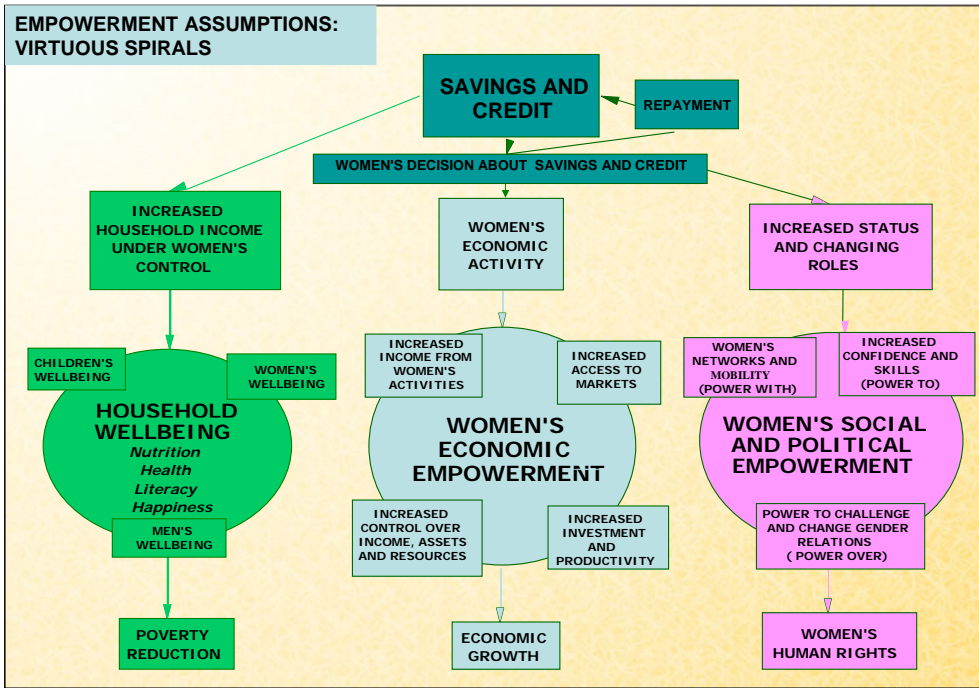 EMPOWERMENT ASSUMPTIONS:
VIRTUOUS SPIRALS
SAVINGS AND
CREDIT
REPAYMENT
WOMEN'S DECISION ABOUT SAVINGS AND CREDIT
INCREASED
HOUSEHOLD INCOME
UNDER WOMEN'S
CONTROL
WOMEN'S
ECONOMIC
ACTIVITY
INCREASED STATUS
AND CHANGING
ROLES
CHILDREN'S
WELLBEING
WOMEN'S
WELLBEING
HOUSEHOLD
WELLBEING
Nutrition
Health
Literacy
Happiness
MEN'S
WELLBEING
INCREASED
INCOME FROM
WOMEN'S
ACTIVITIES
INCREASED
ACCESS TO
MARKETS
WOMEN'S
ECONOMIC
EMPOWERMENT
INCREASED
CONTROL OVER
INCOME, ASSETS
AND RESOURCES
INCREASED
INVESTMENT
AND
PRODUCTIVITY
WOMEN'S
NETWORKS AND
MOBILITY
(POWER WITH)
INCREASED
CONFIDENCE AND
SKILLS
(POWER TO)
WOMEN'S SOCIAL
AND POLITICAL
EMPOWERMENT
POWER TO CHALLENGE
AND CHANGE GENDER
RELATIONS
( POWER OVER)
POVERTY
REDUCTION
ECONOMIC
GROWTH
WOMEN'S
HUMAN RIGHTS